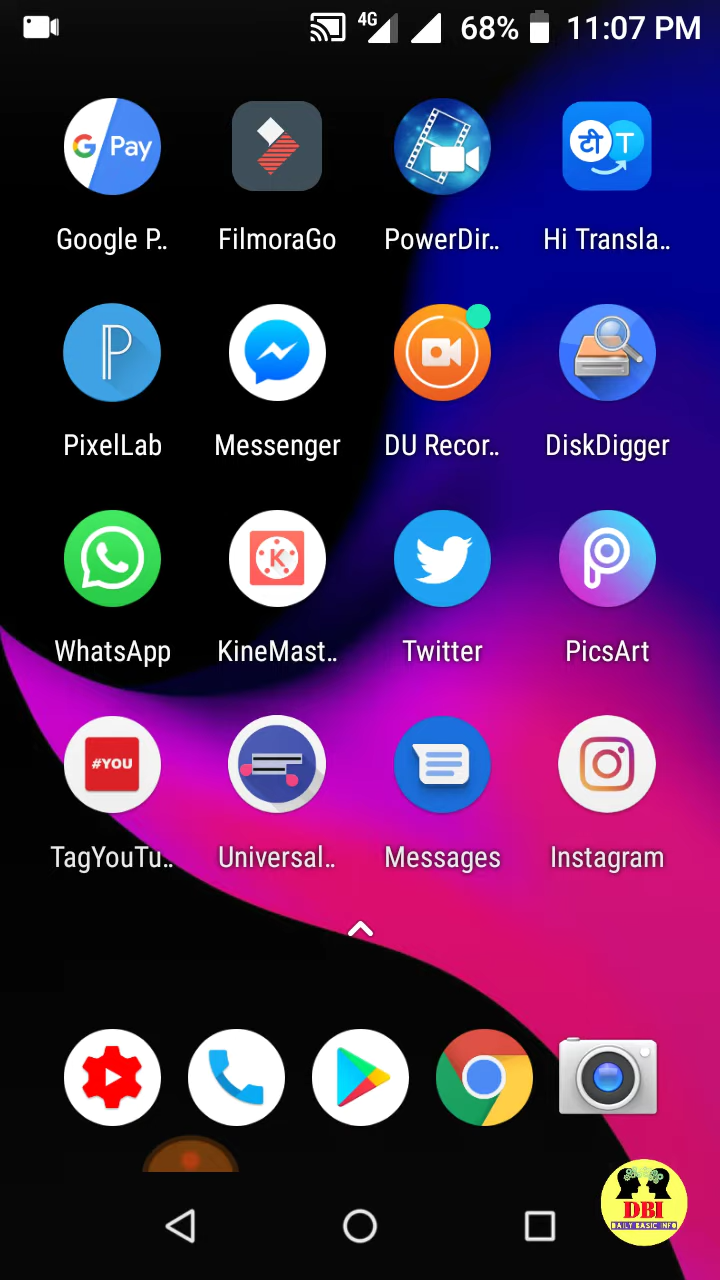 4G 68% 11:07 PM
G Pay
टी T
Google P..
FilmoraGo
PowerDir..
Hi Transla..
P
PixelLab
Messenger
DU Recor..
DiskDigger
K
WhatsApp
KineMast..
Twitter
PicsArt
#YOU
TagYouTu..
Universal..
Messages
Instagram
DBI
DAILY BASIC INFO